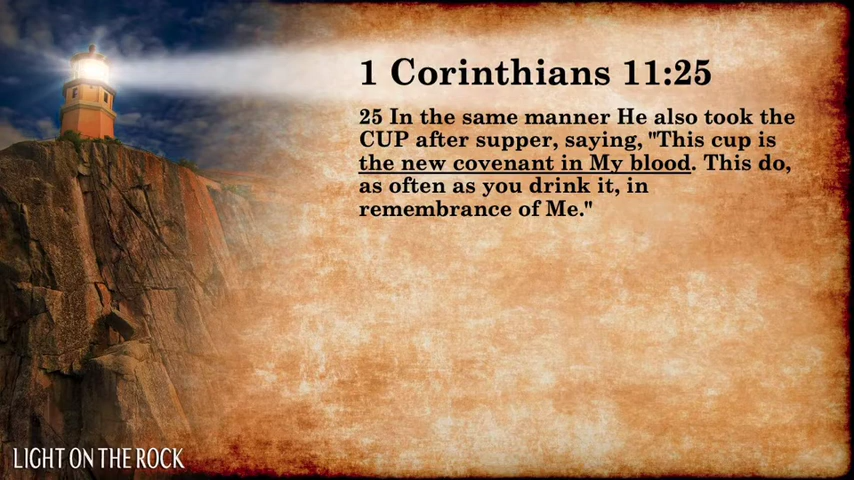 1 Corinthians 11:25
25 In the same manner He also took the
CUP after supper, saying, "This cup is
the new covenant in My blood. This do,
as often as you drink it, in
remembrance of Me."
LIGHT ON THE ROCK